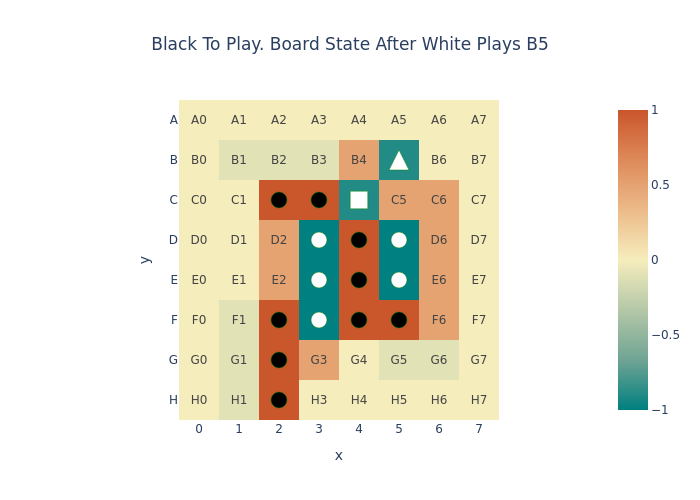 Black To Play. Board State After White Plays B5
A A0 A1 A2 A3 A4 A5 A6 A7
B B0 B1 B2 B3 B4 B6 B7
C C0 C1 C5 C6 C7
D D0 D1 D2 D6 D7
E E0 E1 E2 E6 E7
F F0 F1 F6 F7
G G0 G1 G3 G4 G5 G6 G7
H H0 H1 H3 H4 H5 H6 H7
0 1 2 3 4 5 6 7
x
y
1
0.5
0
−0.5
−1